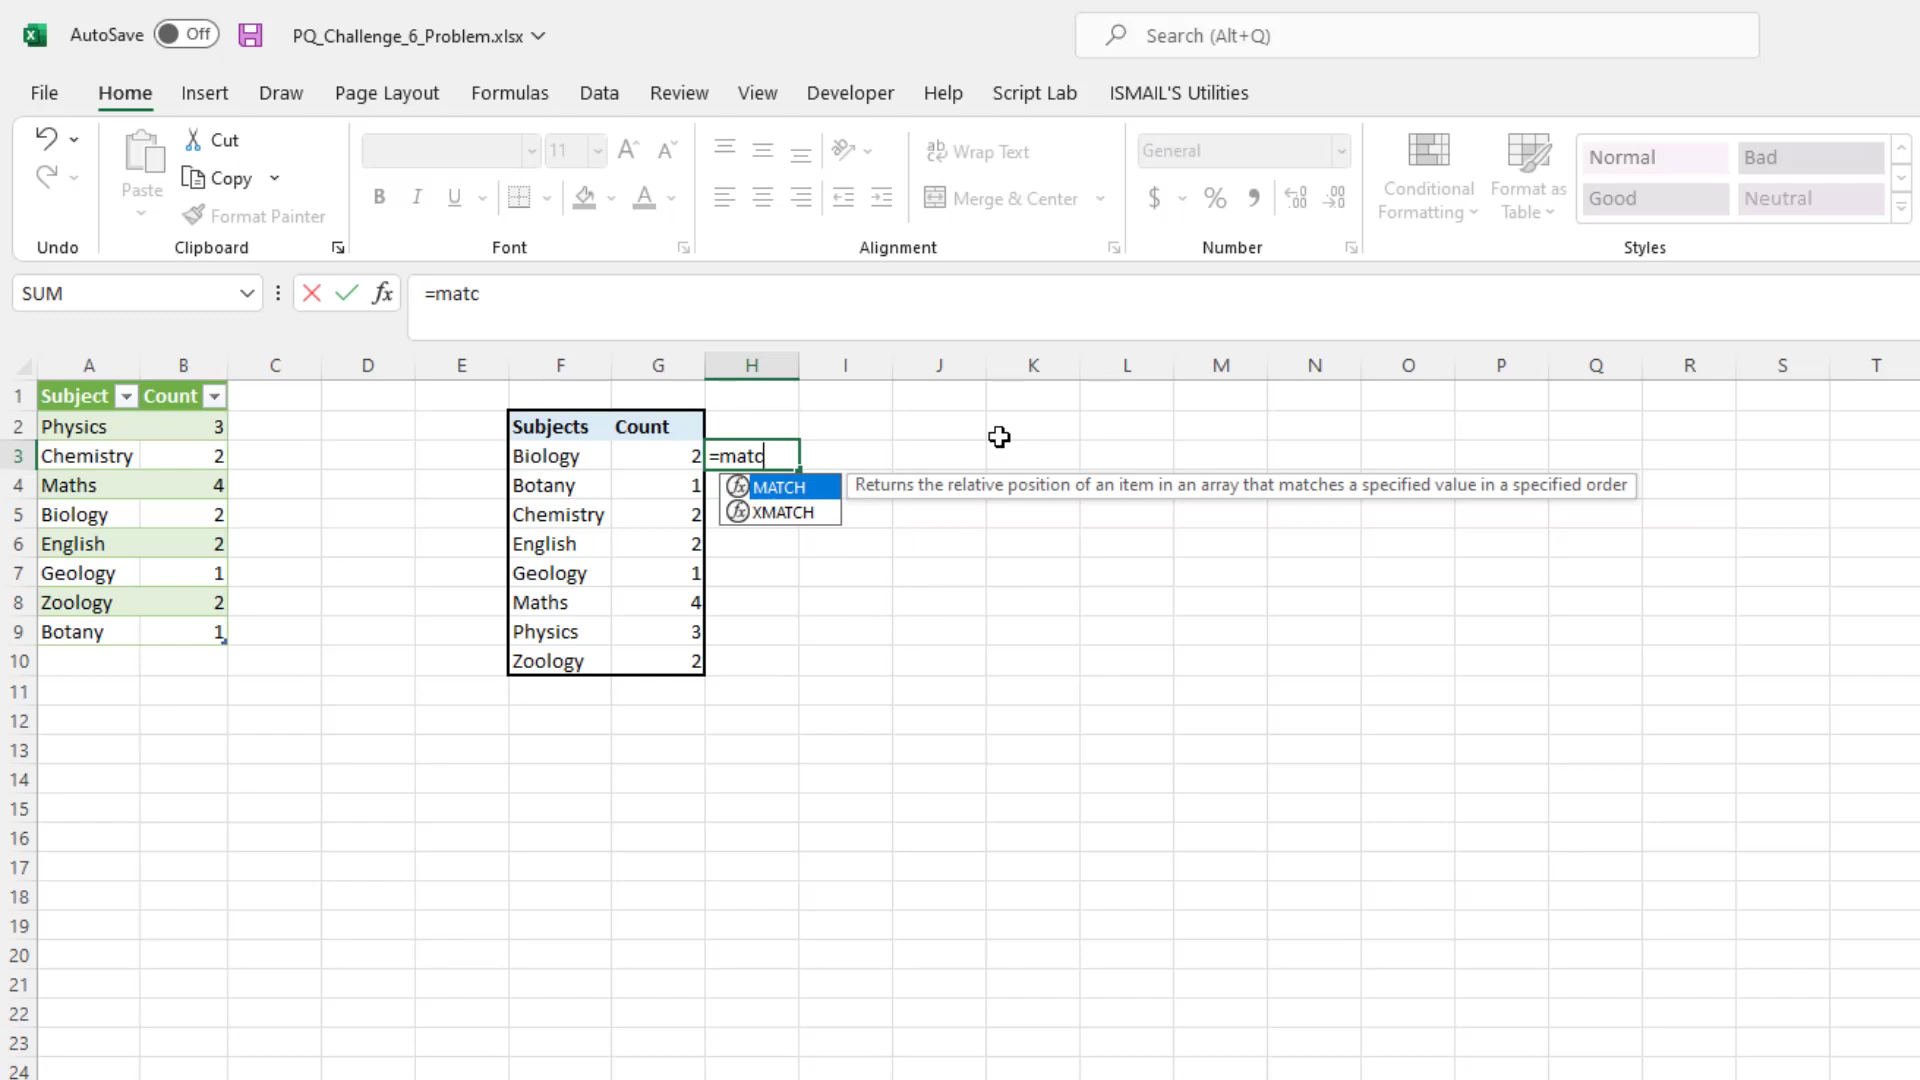 AutoSave Off PQ_Challenge_6_Problem.xlsx Search (Alt+Q)
File Home Insert Draw Page Layout Formulas Data Review View Developer Help Script Lab ISMAIL'S Utilities
Cut
Copy
Format Painter
Paste
11
B I U A
ab Wrap Text
Merge & Center
General
$ % 9
Conditional Formatting
Format as Table
Normal Bad
Good Neutral
Undo Clipboard Font Alignment Number Styles
SUM fx =matc
A B C D E F G H I J K L M N O P Q R S T
1 Subject Count
2 Physics 3 Subjects Count
3 Chemistry 2 Biology 2 =matc
4 Maths 4 Botany 1 MATCH Returns the relative position of an item in an array that matches a specified value in a specified order
5 Biology 2 Chemistry 2 XMATCH
6 English 2 English 2
7 Geology 1 Geology 1
8 Zoology 2 Maths 4
9 Botany 1 Physics 3
10 Zoology 2
11
12
13
14
15
16
17
18
19
20
21
22
23
24